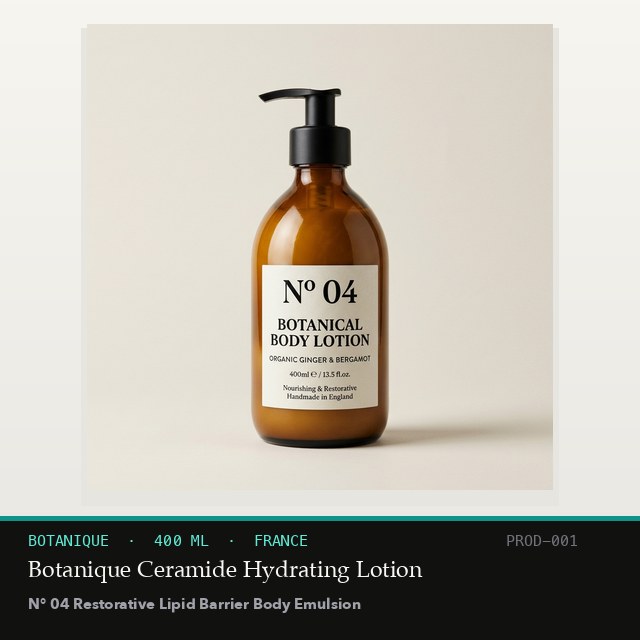 Nº 04
BOTANICAL
BODY LOTION
ORGANIC GINGER & BERGAMOT
400ml ℮ / 13.5 fl.oz.
Nourishing & Restorative
Handmade in England
BOTANIQUE · 400 ML · FRANCE
PROD–001
Botanique Ceramide Hydrating Lotion
N° 04 Restorative Lipid Barrier Body Emulsion